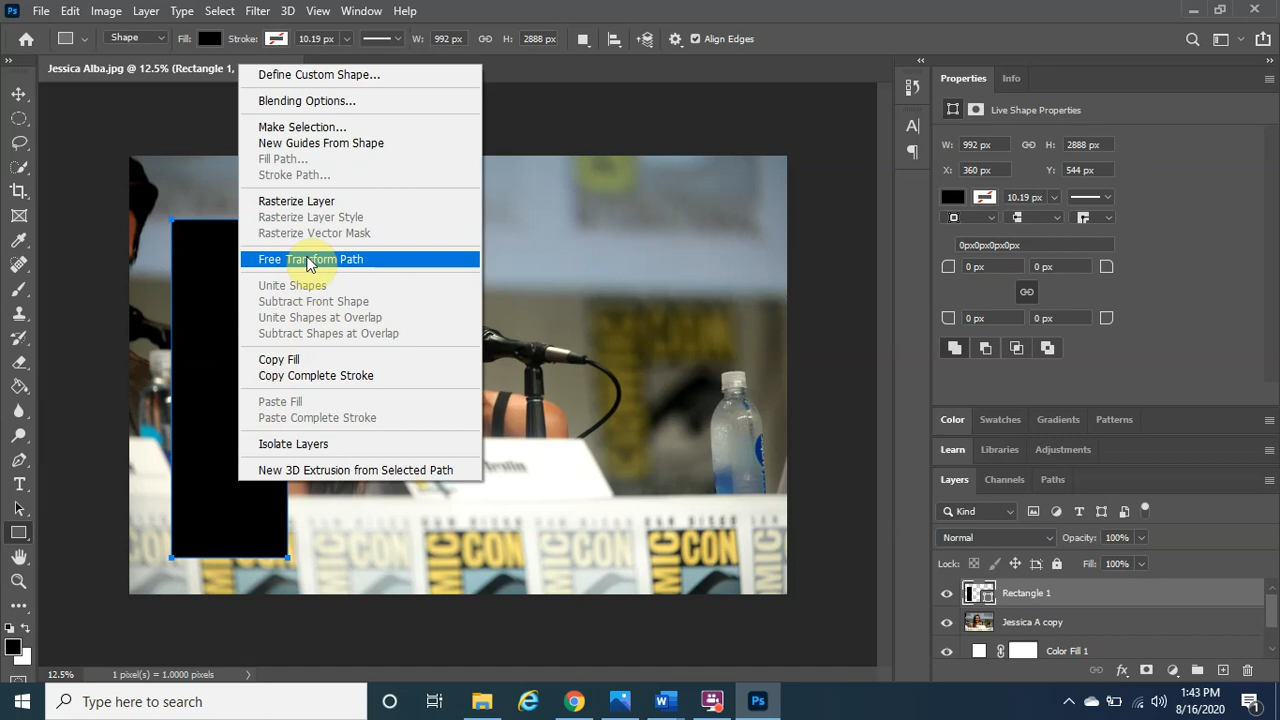 Ps File Edit Image Layer Type Select Filter 3D View Window Help
Shape Fill: Stroke: 10.19 px W: 992 px H: 2888 px Align Edges
Jessica Alba.jpg @ 12.5% (Rectangle 1,
Define Custom Shape...
Blending Options...
Make Selection...
New Guides From Shape
Fill Path...
Stroke Path...
Rasterize Layer
Rasterize Layer Style
Rasterize Vector Mask
Free Transform Path
Unite Shapes
Subtract Front Shape
Unite Shapes at Overlap
Subtract Shapes at Overlap
Copy Fill
Copy Complete Stroke
Paste Fill
Paste Complete Stroke
Isolate Layers
New 3D Extrusion from Selected Path
SAN DIEGO
COMIC CON
12.5% 1 pixel(s) = 1.0000 pixels
Properties Info
Live Shape Properties
W: 992 px H: 2888 px
X: 360 px Y: 544 px
10.19 px
0px0px0px0px
0 px 0 px
0 px 0 px
Color Swatches Gradients Patterns
Learn Libraries Adjustments
Layers Channels Paths
Kind
Normal Opacity: 100%
Lock: Fill: 100%
Rectangle 1
Jessica A copy
Color Fill 1
Type here to search
Ps
1:43 PM
8/16/2020